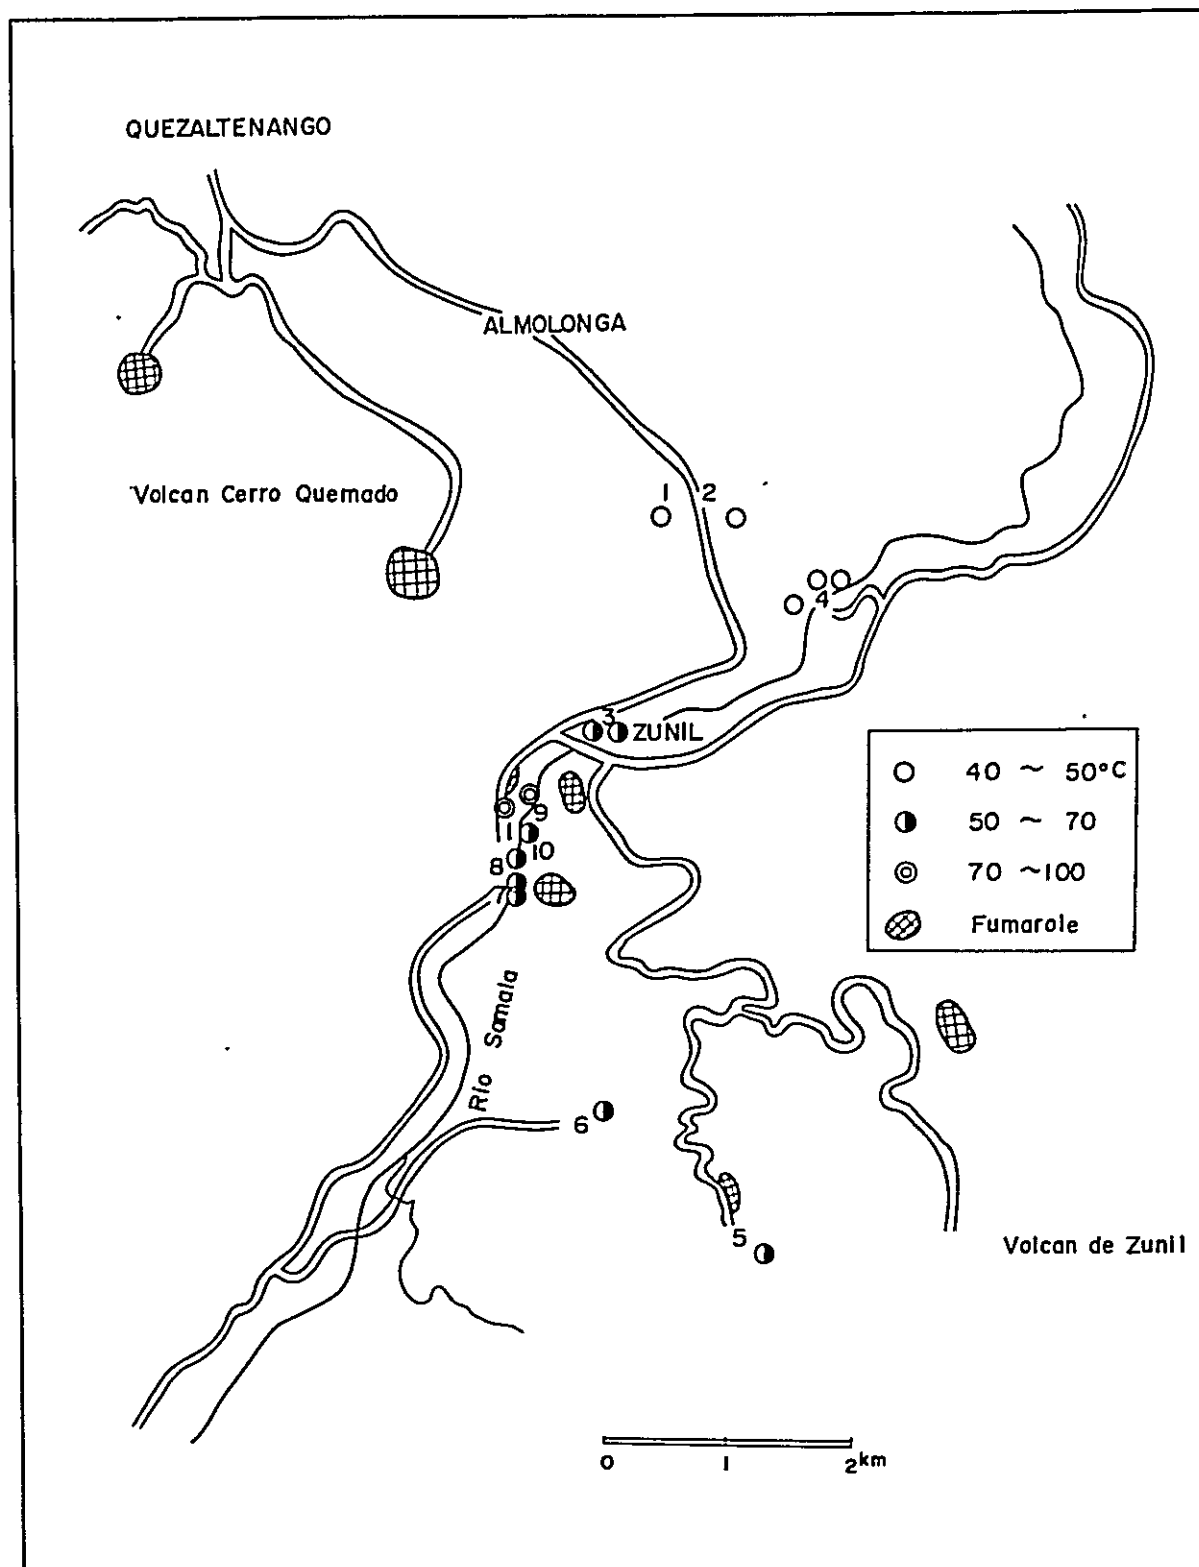 QUEZALTENANGO
ALMOLONGA
Volcan Cerro Quemado
1
2
4
3
ZUNIL
9
11
10
8
7
40 ~ 50°C
50 ~ 70
70 ~100
Fumarole
Rio Samala
6
5
Volcan de Zunil
0 1 2km